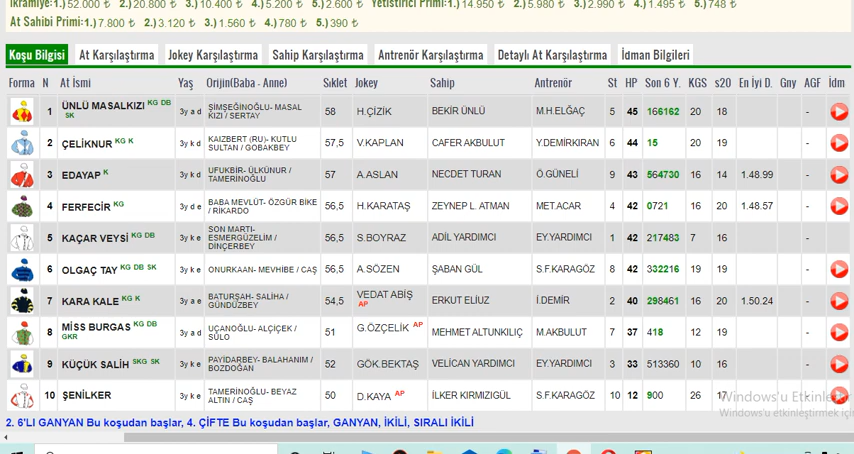 İkramiye:1.) 52.000 ₺ 2.) 20.800 ₺ 3.) 10.400 ₺ 4.) 5.200 ₺ 5.) 2.600 ₺ Yetiştirici Primi:1.) 14.950 ₺ 2.) 5.980 ₺ 3.) 2.990 ₺ 4.) 1.495 ₺ 5.) 748 ₺
At Sahibi Primi:1.) 7.800 ₺ 2.) 3.120 ₺ 3.) 1.560 ₺ 4.) 780 ₺ 5.) 390 ₺
Koşu Bilgisi At Karşılaştırma Jokey Karşılaştırma Sahip Karşılaştırma Antrenör Karşılaştırma Detaylı At Karşılaştırma İdman Bilgileri
Forma N At İsmi Yaş Orijin(Baba - Anne) Sıklet Jokey Sahip Antrenör St HP Son 6 Y. KGS s20 En İyi D. Gny AGF İdm
1 ÜNLÜ MASALKIZI KG DB SK 3y a d ŞİMŞEĞİNOĞLU- MASAL KIZI / SERTAY 58 H.ÇİZİK BEKİR ÜNLÜ M.H.ELĞAÇ 5 45 166162 20 18 -
2 ÇELİKNUR KG K 3y k d KAIZBERT (RU)- KUTLU SULTAN / GOBAKBEY 57,5 V.KAPLAN CAFER AKBULUT Y.DEMİRKIRAN 6 44 15 20 19 -
3 EDAYAP K 3y k d UFUKBİR- ÜLKÜNUR / TAMERİNOĞLU 57 A.ASLAN NECDET TURAN Ö.GÜNELİ 9 43 564730 16 14 1.48.99 -
4 FERFECİR KG 3y d e BABA MEVLÜT- ÖZGÜR BİKE / RİKARDO 56,5 H.KARATAŞ ZEYNEP L. ATMAN MET.ACAR 4 42 0721 16 20 1.48.57 -
5 KAÇAR VEYSİ KG DB 3y k e SON MARTI- ESMERGÜZELİM / DİNÇERBEY 56,5 S.BOYRAZ ADİL YARDIMCI EY.YARDIMCI 1 42 217483 7 16 -
6 OLGAÇ TAY KG DB SK 3y k e ONURKAAN- MEVHİBE / CAŞ 56,5 A.SÖZEN ŞABAN GÜL S.F.KARAGÖZ 8 42 332216 19 19 -
7 KARA KALE KG K 3y a e BATURŞAH- SALİHA / GÜNDÜZBEY 54,5 VEDAT ABİŞ AP ERKUT ELİUZ İ.DEMİR 2 40 298461 16 20 1.50.24 -
8 MİSS BURGAS KG DB GKR 3y a d UÇANOĞLU- ALÇİÇEK / SÜLO 51 G.ÖZÇELİK AP MEHMET ALTUNKILIÇ M.AKBULUT 7 37 418 12 19 -
9 KÜÇÜK SALİH SKG SK 3y k e PAYİDARBEY- BALAHANIM / BOZDOĞAN 52 GÖK.BEKTAŞ VELİCAN YARDIMCI EY.YARDIMCI 3 33 513360 10 16 -
10 ŞENİLKER 3y k e TAMERİNOĞLU- BEYAZ ALTIN / CAŞ 50 D.KAYA AP İLKER KIRMIZIGÜL S.F.KARAGÖZ 10 12 900 26 17 -
Windows'u Etkinleştir
Windows'u etkinleştirmek için
2. 6'LI GANYAN Bu koşudan başlar, 4. ÇİFTE Bu koşudan başlar, GANYAN, İKİLİ, SIRALI İKİLİ